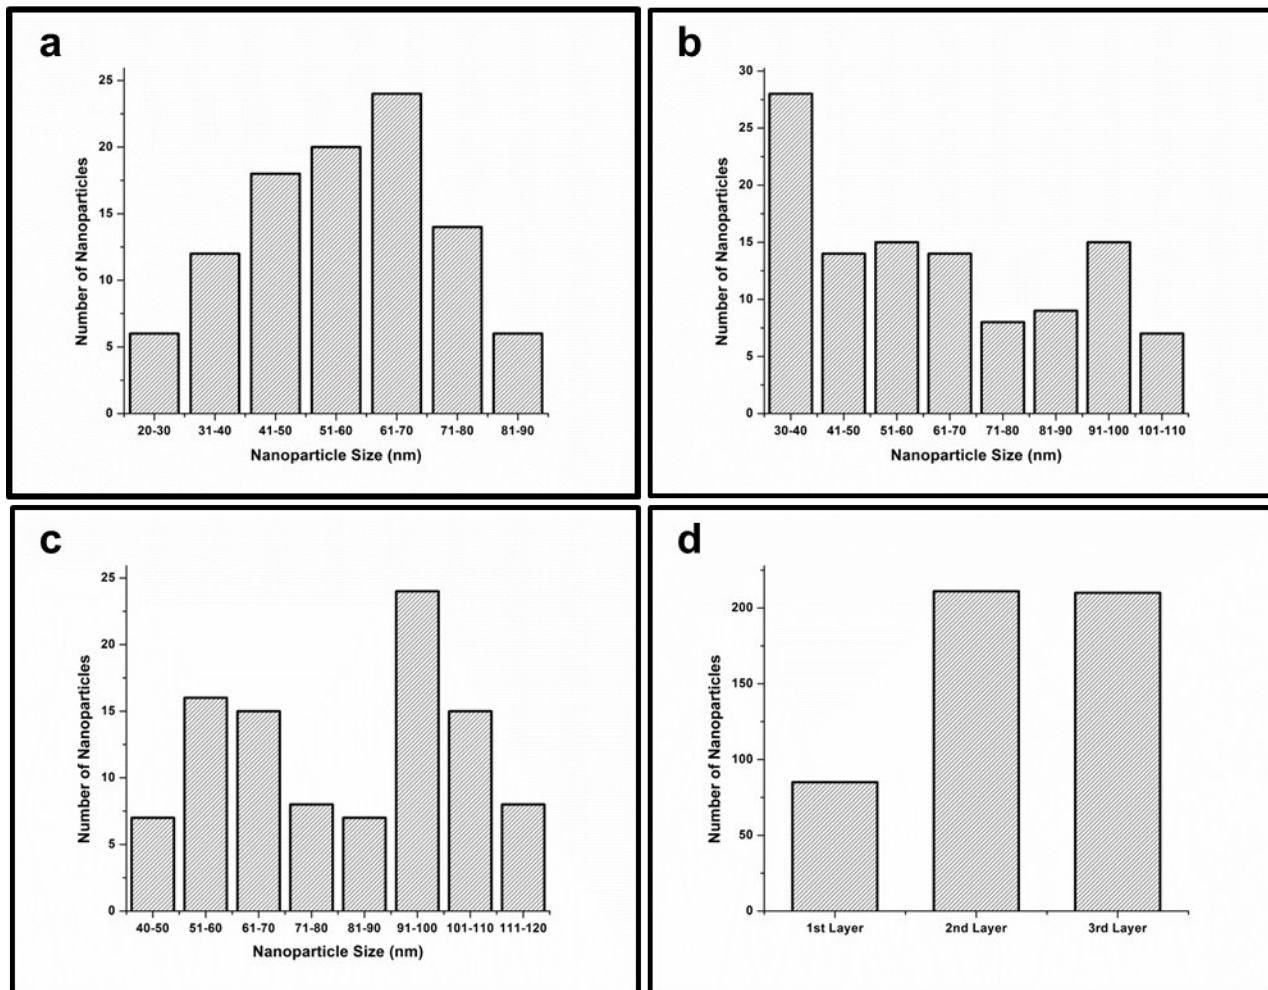 a
25
20
15
10
5
0
Number of Nanoparticles
20-30 31-40 41-50 51-60 61-70 71-80 81-90
Nanoparticle Size (nm)
b
30
25
20
15
10
5
0
Number of Nanoparticles
30-40 41-50 51-60 61-70 71-80 81-90 91-100 101-110
Nanoparticle Size (nm)
c
25
20
15
10
5
0
Number of Nanoparticles
40-50 51-60 61-70 71-80 81-90 91-100 101-110 111-120
Nanoparticle Size (nm)
d
200
150
100
50
0
Number of Nanoparticles
1st Layer 2nd Layer 3rd Layer